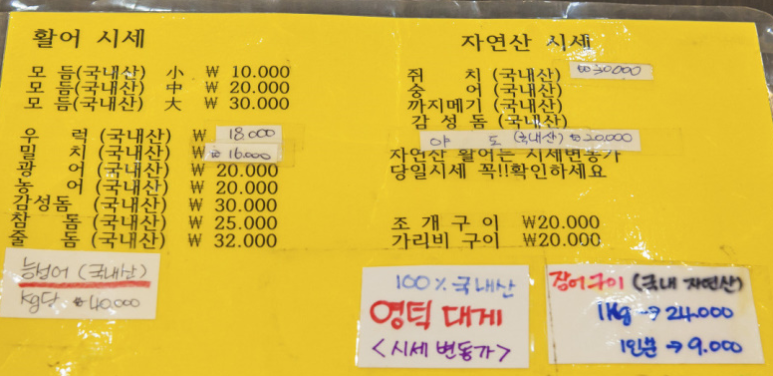 활어 시세
모 듬(국내산) 小 ₩ 10.000
모 듬(국내산) 中 ₩ 20.000
모 듬(국내산) 大 ₩ 30.000
우 럭(국내산) ₩ 18000
밀 치(국내산) ₩ 16.000
광 어(국내산) ₩ 20.000
농 어(국내산) ₩ 20.000
감성돔 (국내산) ₩ 30.000
참 돔 (국내산) ₩ 25.000
줄 돔 (국내산) ₩ 32.000
능성어 (국내산)
kg당 ₩40,000
자연산 시세
쥐 치(국내산) ₩30,000
숭 어(국내산)
까지메기(국내산)
감 성 돔 (국내산)
도 (국내산) ₩20,000
자연산 활어는 시세변동가
당일시세 꼭!!확인하세요
조 개 구 이 ₩20.000
가리비 구이 ₩20.000
100% 국내산
영덕 대게
<시세 변동가>
장어구이 (국내 자연산)
1Kg → 24.000
1인분 → 9.000